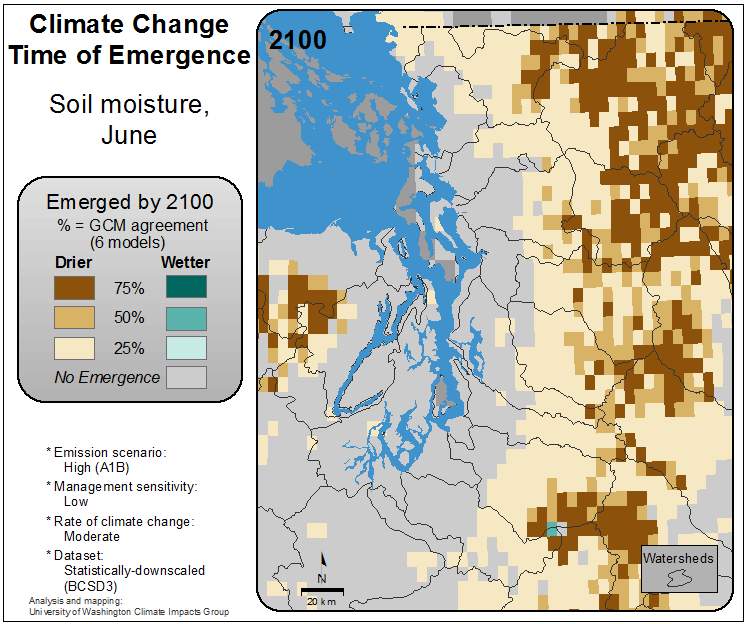 Climate Change
Time of Emergence
Soil moisture,
June
Emerged by 2100
% = GCM agreement
(6 models)
Drier Wetter
75%
50%
25%
No Emergence
* Emission scenario:
High (A1B)
* Management sensitivity:
Low
* Rate of climate change:
Moderate
* Dataset:
Statistically-downscaled
(BCSD3)
Analysis and mapping:
University of Washington Climate Impacts Group
2100
N
20 km
Watersheds